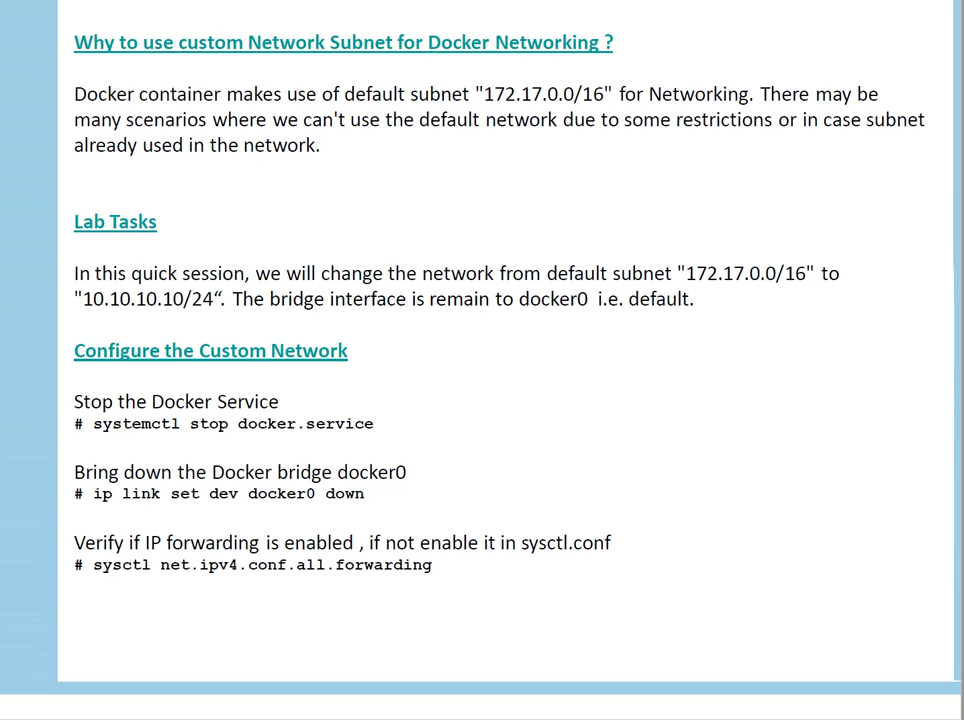 Why to use custom Network Subnet for Docker Networking ?
Docker container makes use of default subnet "172.17.0.0/16" for Networking. There may be
many scenarios where we can't use the default network due to some restrictions or in case subnet
already used in the network.
Lab Tasks
In this quick session, we will change the network from default subnet "172.17.0.0/16" to
"10.10.10.10/24“. The bridge interface is remain to docker0 i.e. default.
Configure the Custom Network
Stop the Docker Service
# systemctl stop docker.service
Bring down the Docker bridge docker0
# ip link set dev docker0 down
Verify if IP forwarding is enabled , if not enable it in sysctl.conf
# sysctl net.ipv4.conf.all.forwarding